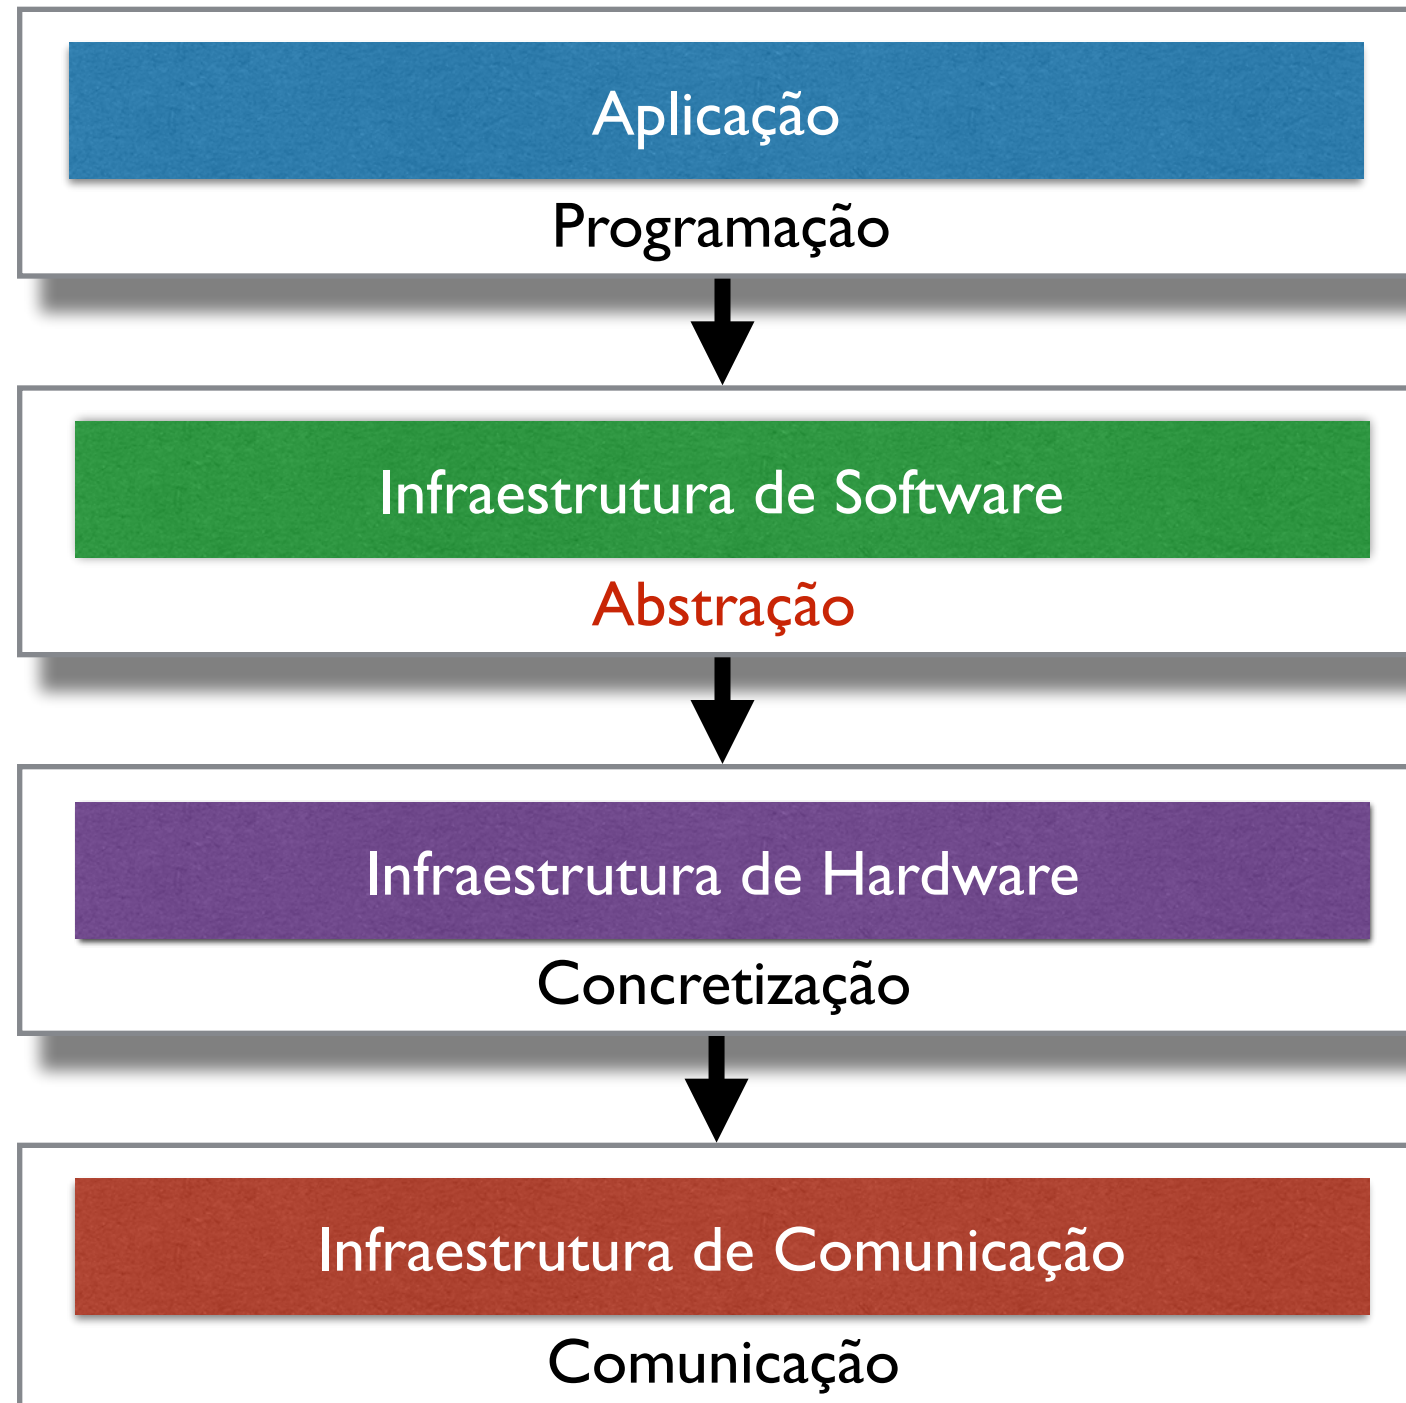 Aplicação
Programação
Infraestrutura de Software
Abstração
Infraestrutura de Hardware
Concretização
Infraestrutura de Comunicação
Comunicação